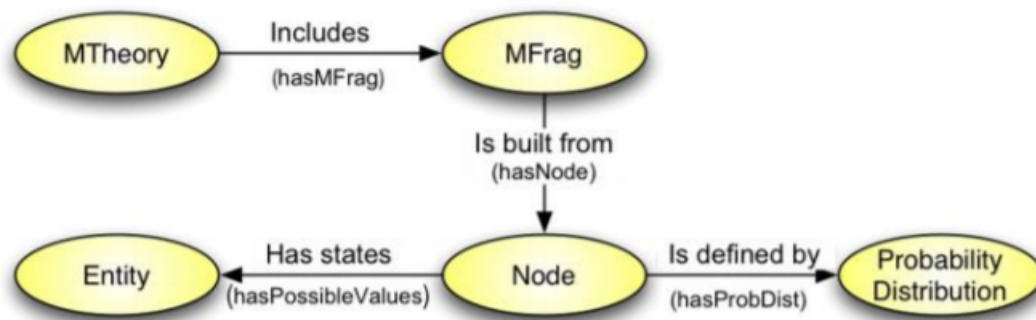 MTheory
Includes
(hasMFrag)
MFrag
Is built from
(hasNode)
Entity
Has states
(hasPossibleValues)
Node
Is defined by
(hasProbDist)
Probability
Distribution